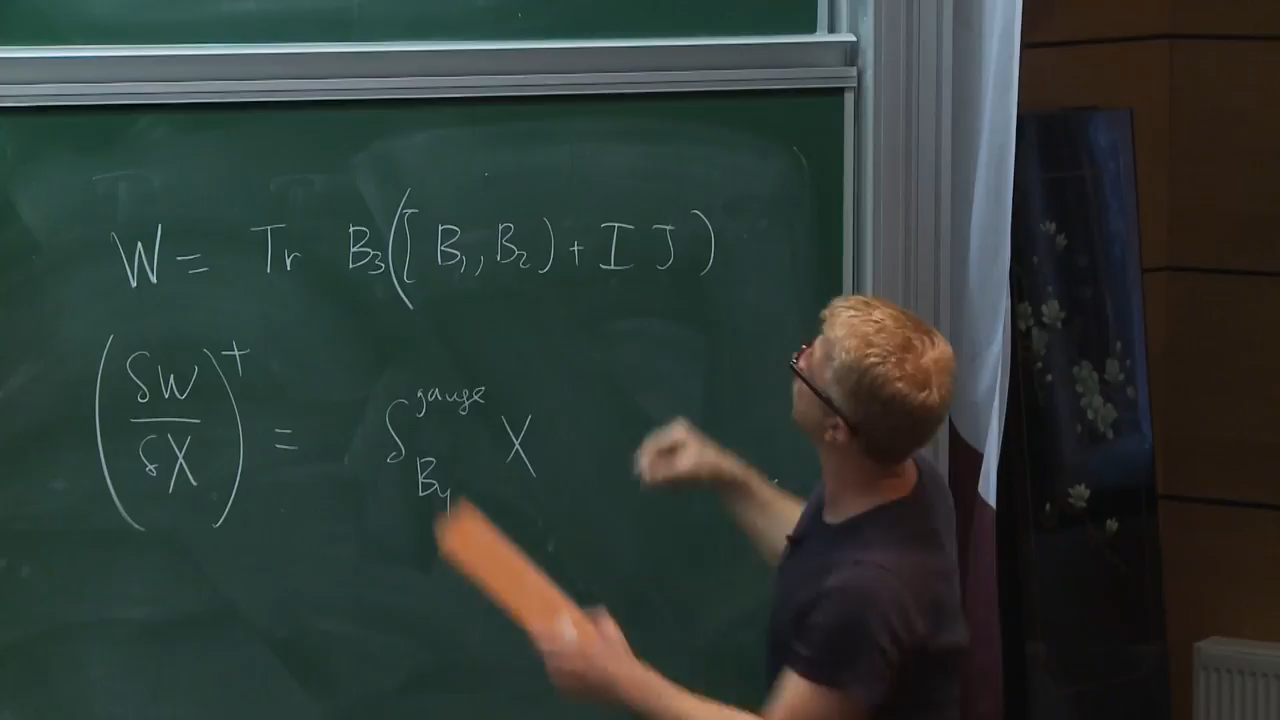 W = Tr B₃([B₁, B₂) + I J)
(δW/δX)† = δ^gauge_B₄ X